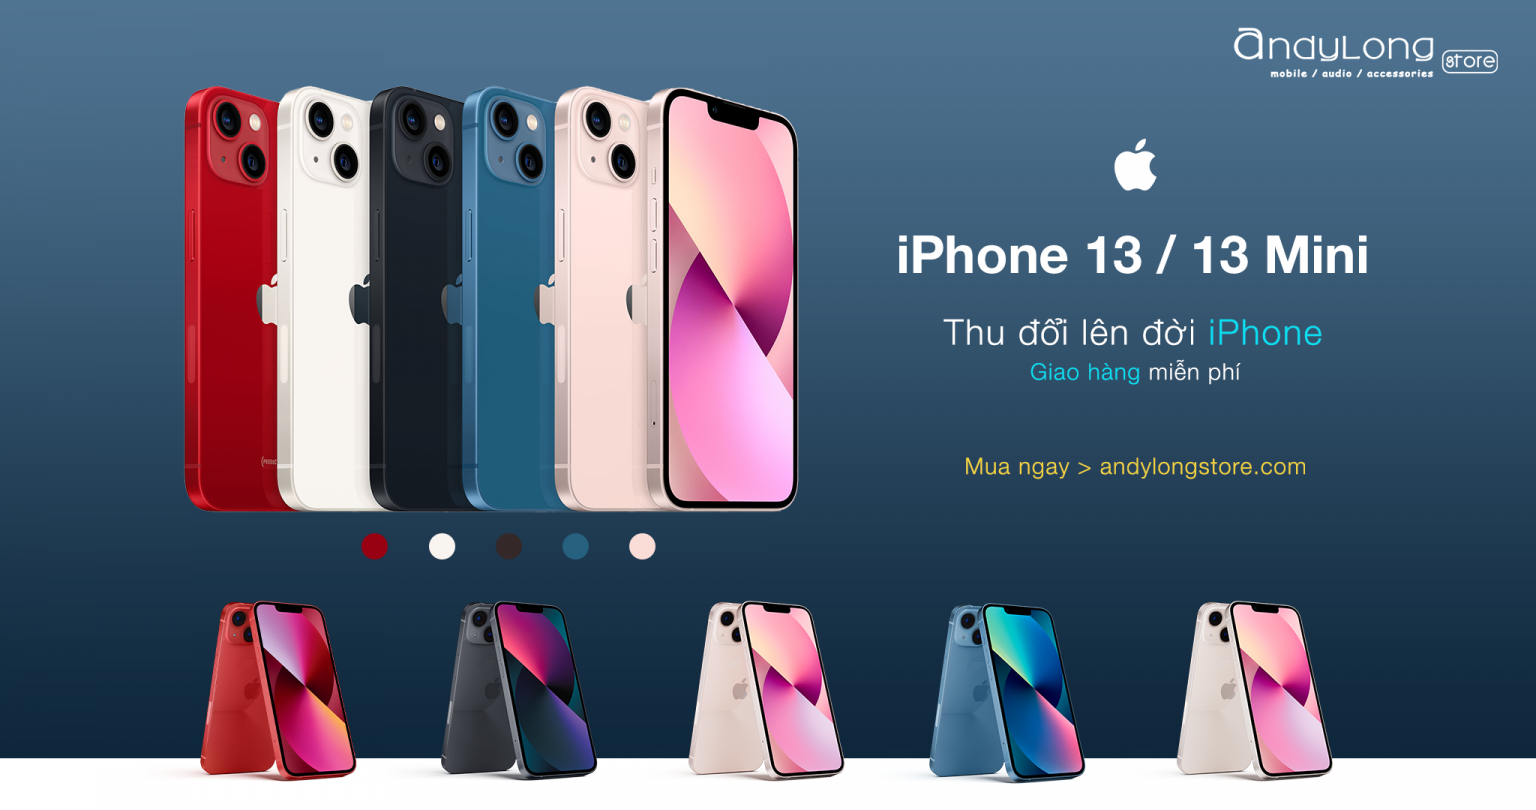 andyLong store
mobile / audio / accessories
iPhone 13 / 13 Mini
Thu đổi lên đời iPhone
Giao hàng miễn phí
Mua ngay > andylongstore.com